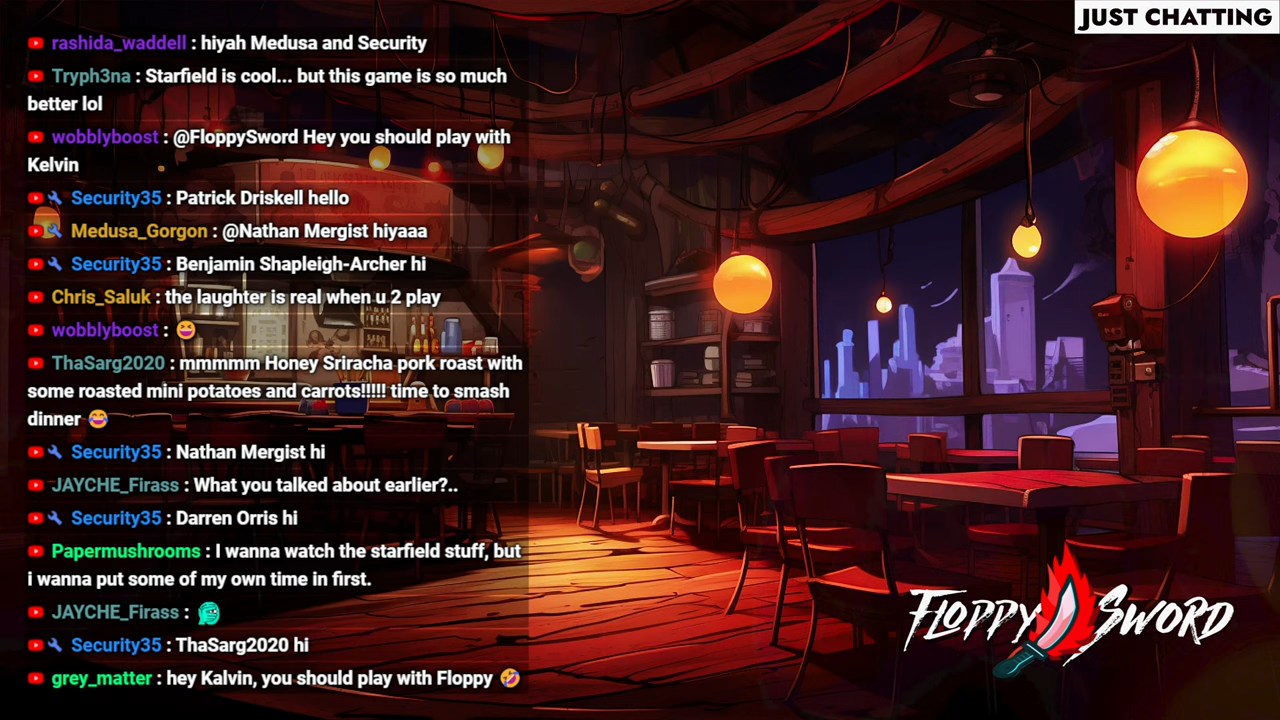 JUST CHATTING
rashida_waddell : hiyah Medusa and Security
Tryph3na : Starfield is cool... but this game is so much
better lol
wobblyboost : @FloppySword Hey you should play with
Kelvin
Security35 : Patrick Driskell hello
Medusa_Gorgon : @Nathan Mergist hiyaaa
Security35 : Benjamin Shapleigh-Archer hi
Chris_Saluk : the laughter is real when u 2 play
wobblyboost : 😆
ThaSarg2020 : mmmmm Honey Sriracha pork roast with
some roasted mini potatoes and carrots!!!!! time to smash
dinner 😂
Security35 : Nathan Mergist hi
JAYCHE_Firass : What you talked about earlier?..
Security35 : Darren Orris hi
Papermushrooms : I wanna watch the starfield stuff, but
i wanna put some of my own time in first.
JAYCHE_Firass :
Security35 : ThaSarg2020 hi
grey_matter : hey Kalvin, you should play with Floppy 🤣
FLOPPY SWORD